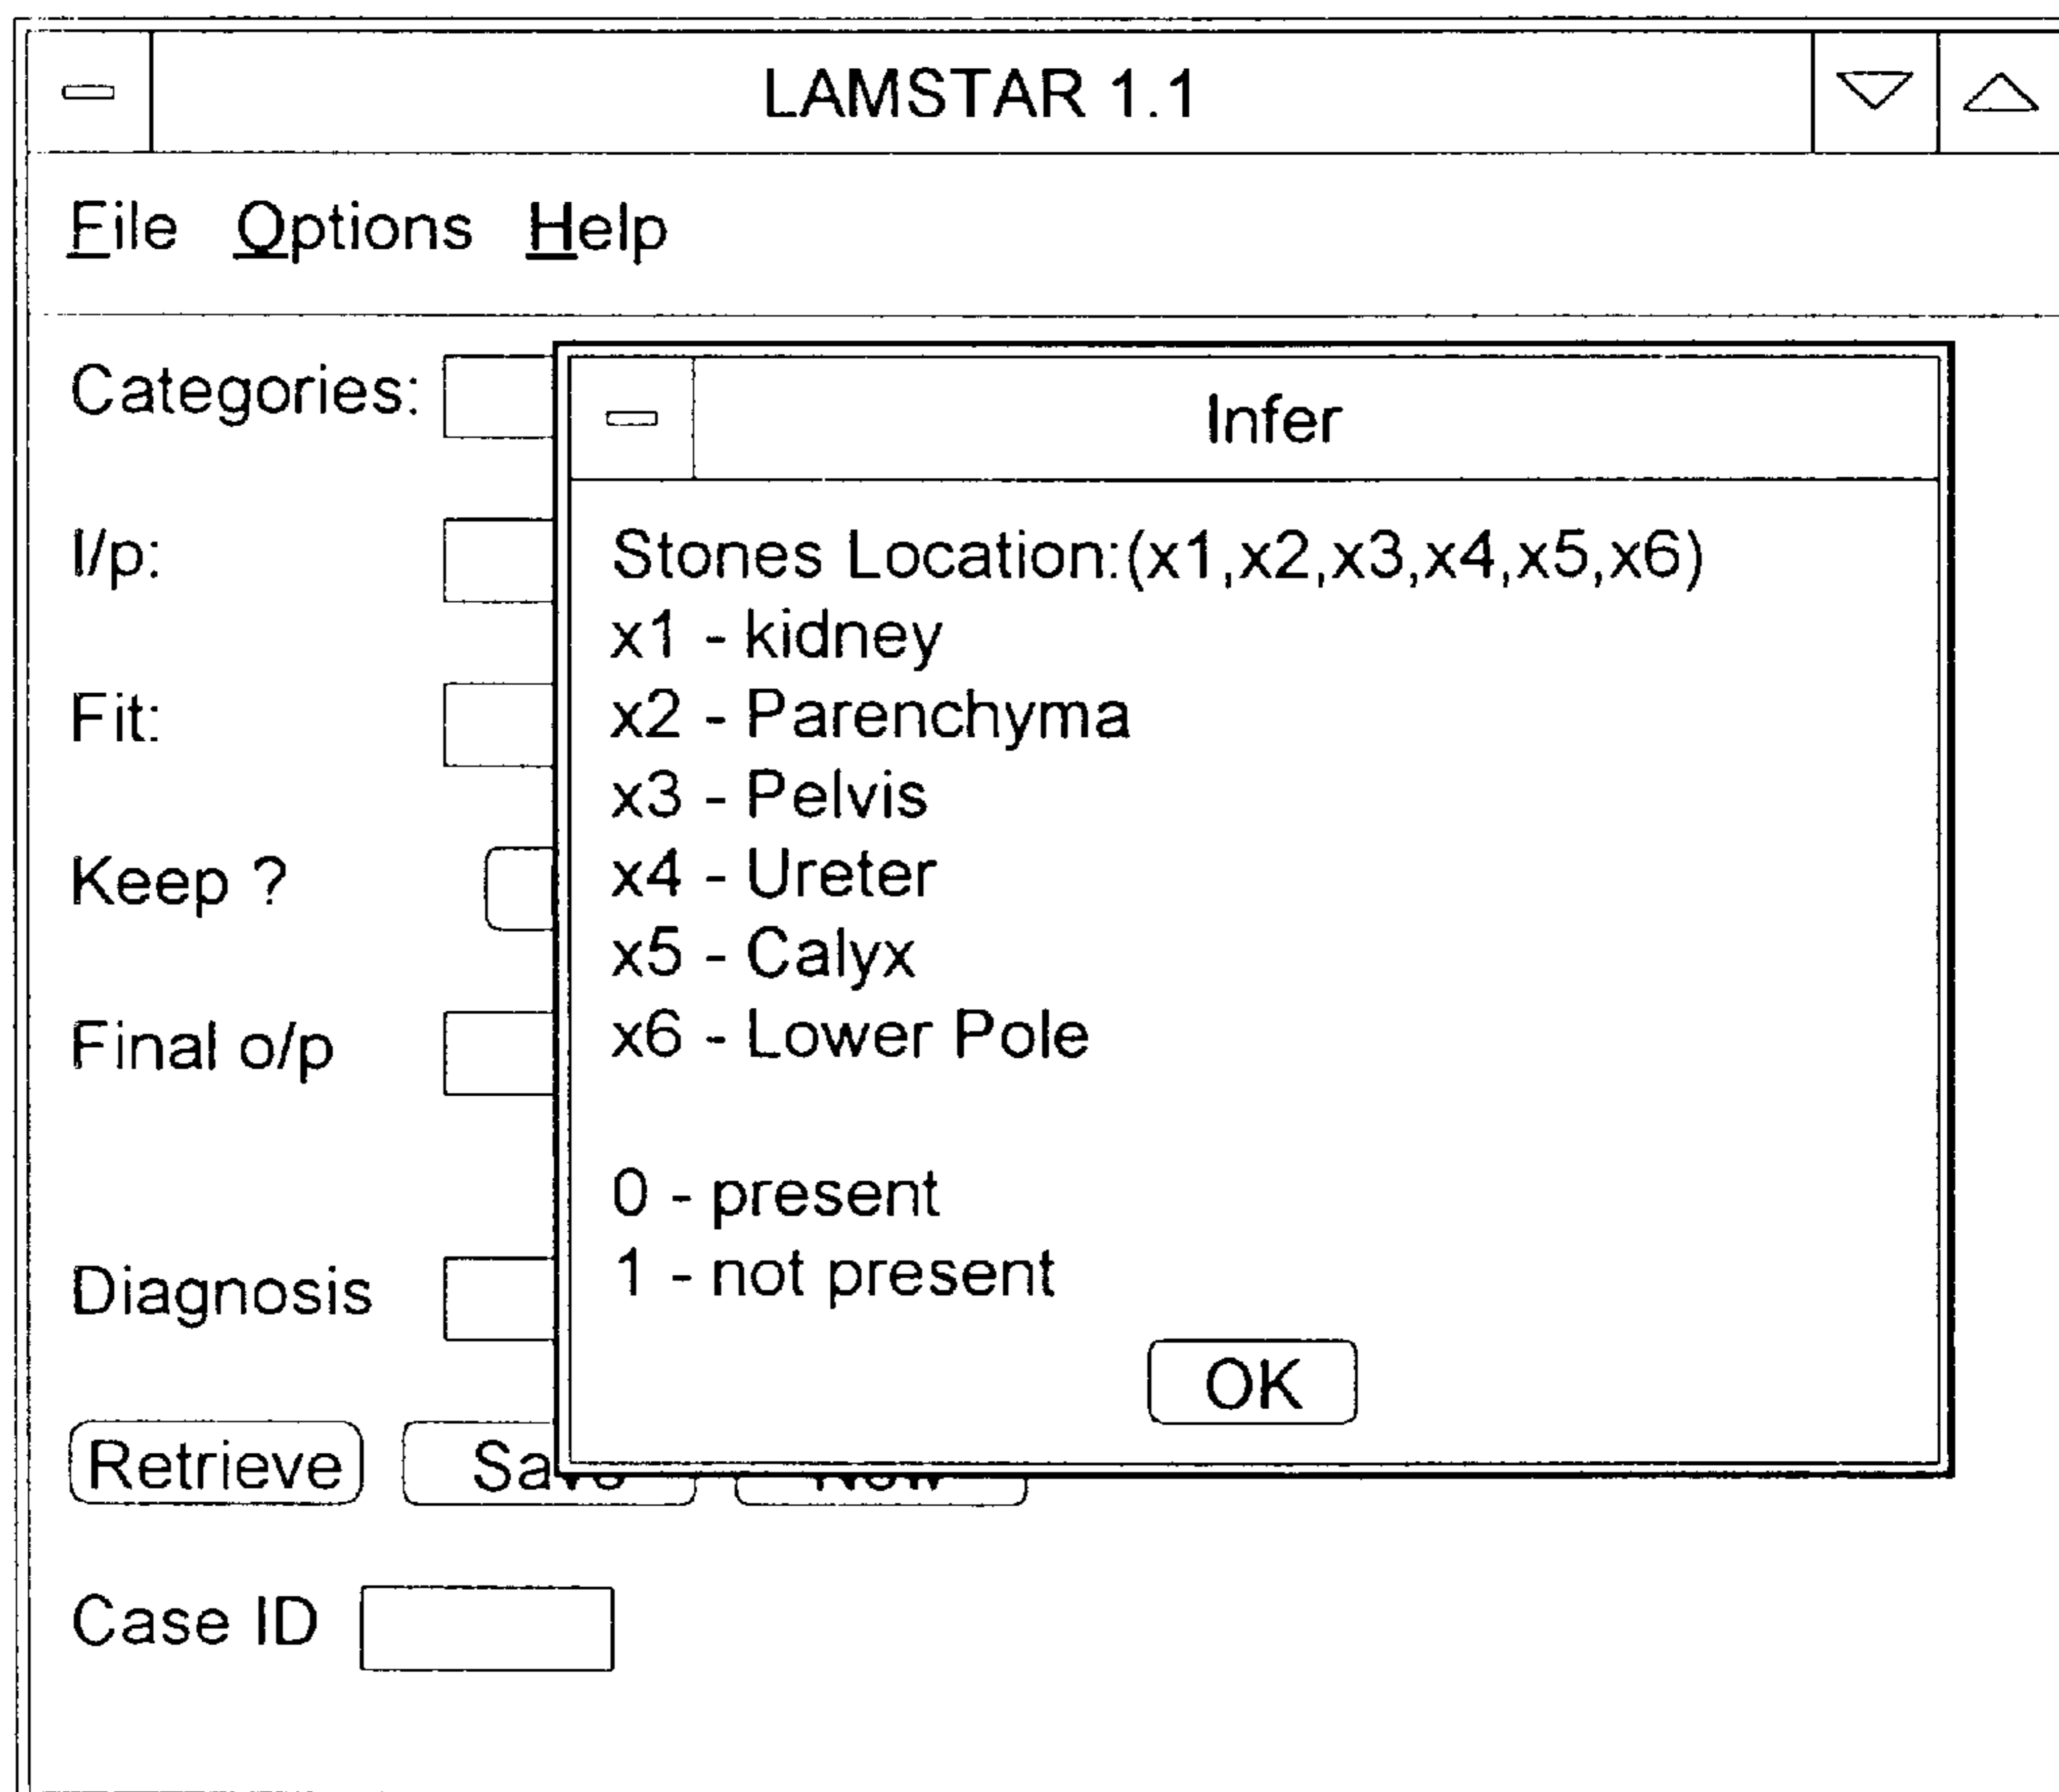 LAMSTAR 1.1
File Options Help
Categories:
Infer
I/p:
Stones Location:(x1,x2,x3,x4,x5,x6)
x1 - kidney
Fit:
x2 - Parenchyma
x3 - Pelvis
Keep ?
x4 - Ureter
x5 - Calyx
Final o/p
x6 - Lower Pole
0 - present
Diagnosis
1 - not present
OK
Retrieve Save New
Case ID